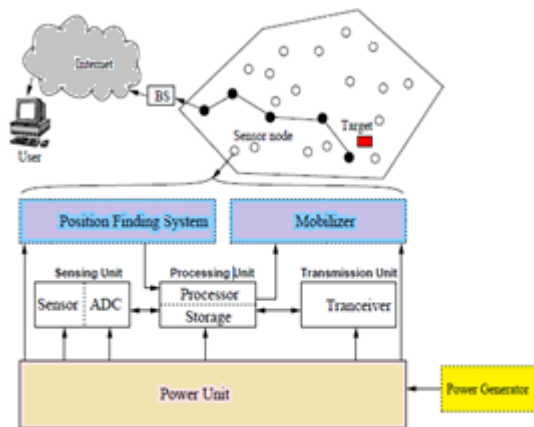 Internet
BS
User
Sensor node
Target
Position Finding System
Mobilizer
Sensing Unit
Processing Unit
Transmission Unit
Sensor
ADC
Processor
Storage
Tranceiver
Power Unit
Power Generator